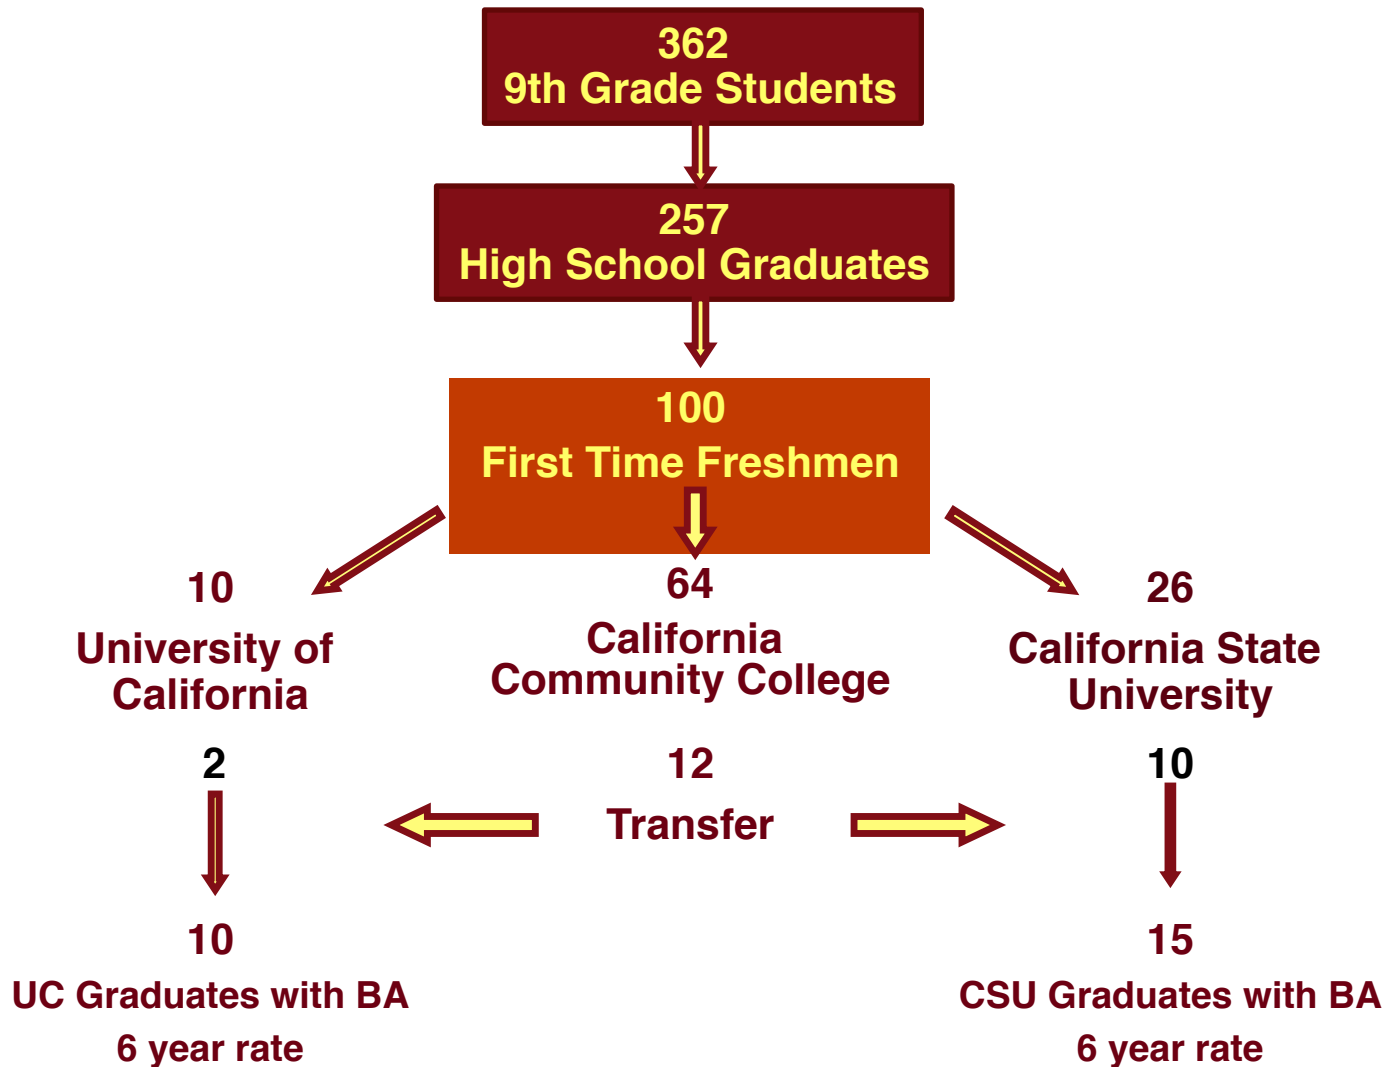 362
9th Grade Students
257
High School Graduates
100
First Time Freshmen
10
University of
California
64
California
Community College
26
California State
University
2
12
Transfer
10
10
UC Graduates with BA
6 year rate
15
CSU Graduates with BA
6 year rate